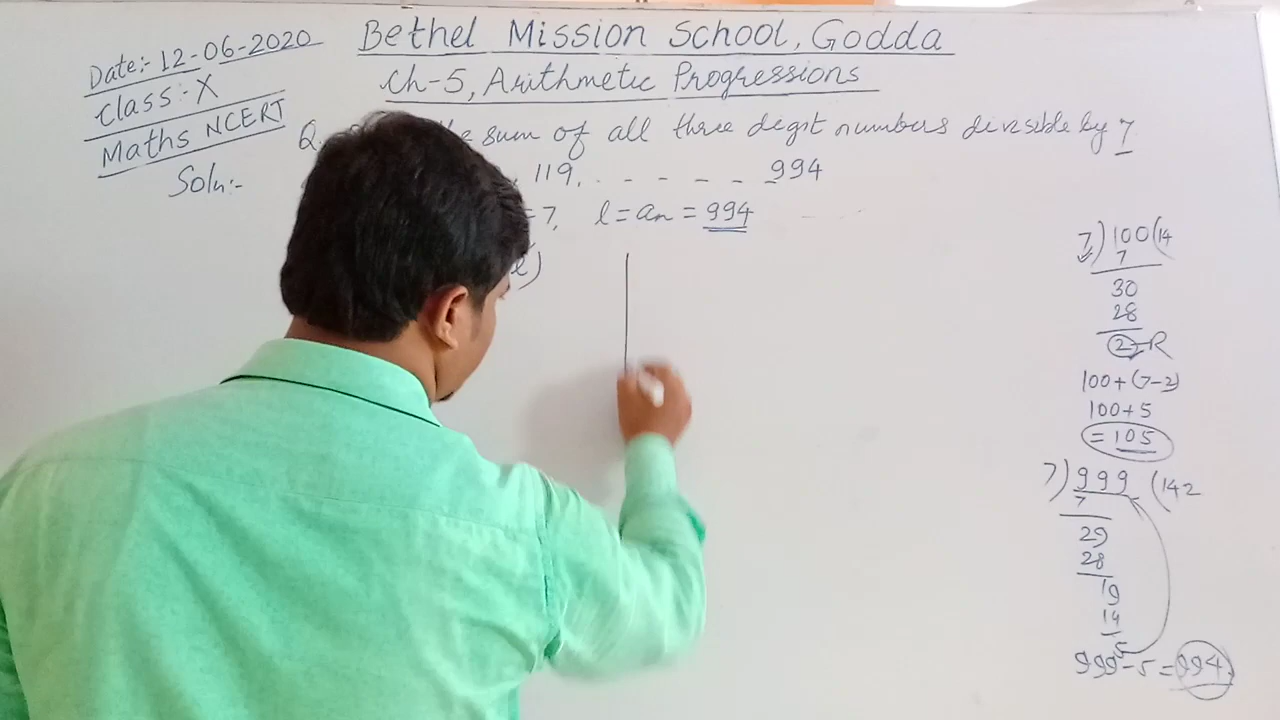 Bethel Mission School, Godda
Date:- 12-06-2020
Ch-5, Arithmetic Progressions
Class:- X
Maths NCERT
Q. sum of all three degit numbers divisible by 7
Soln:-
119, . - - - - - 994
=7, l = an = 994
l)
7) 100 (14
7
30
28
2 → R
100 + (7-2)
100 + 5
= 105
7) 999 (142
7
29
28
19
14
5
999 - 5 = 994.